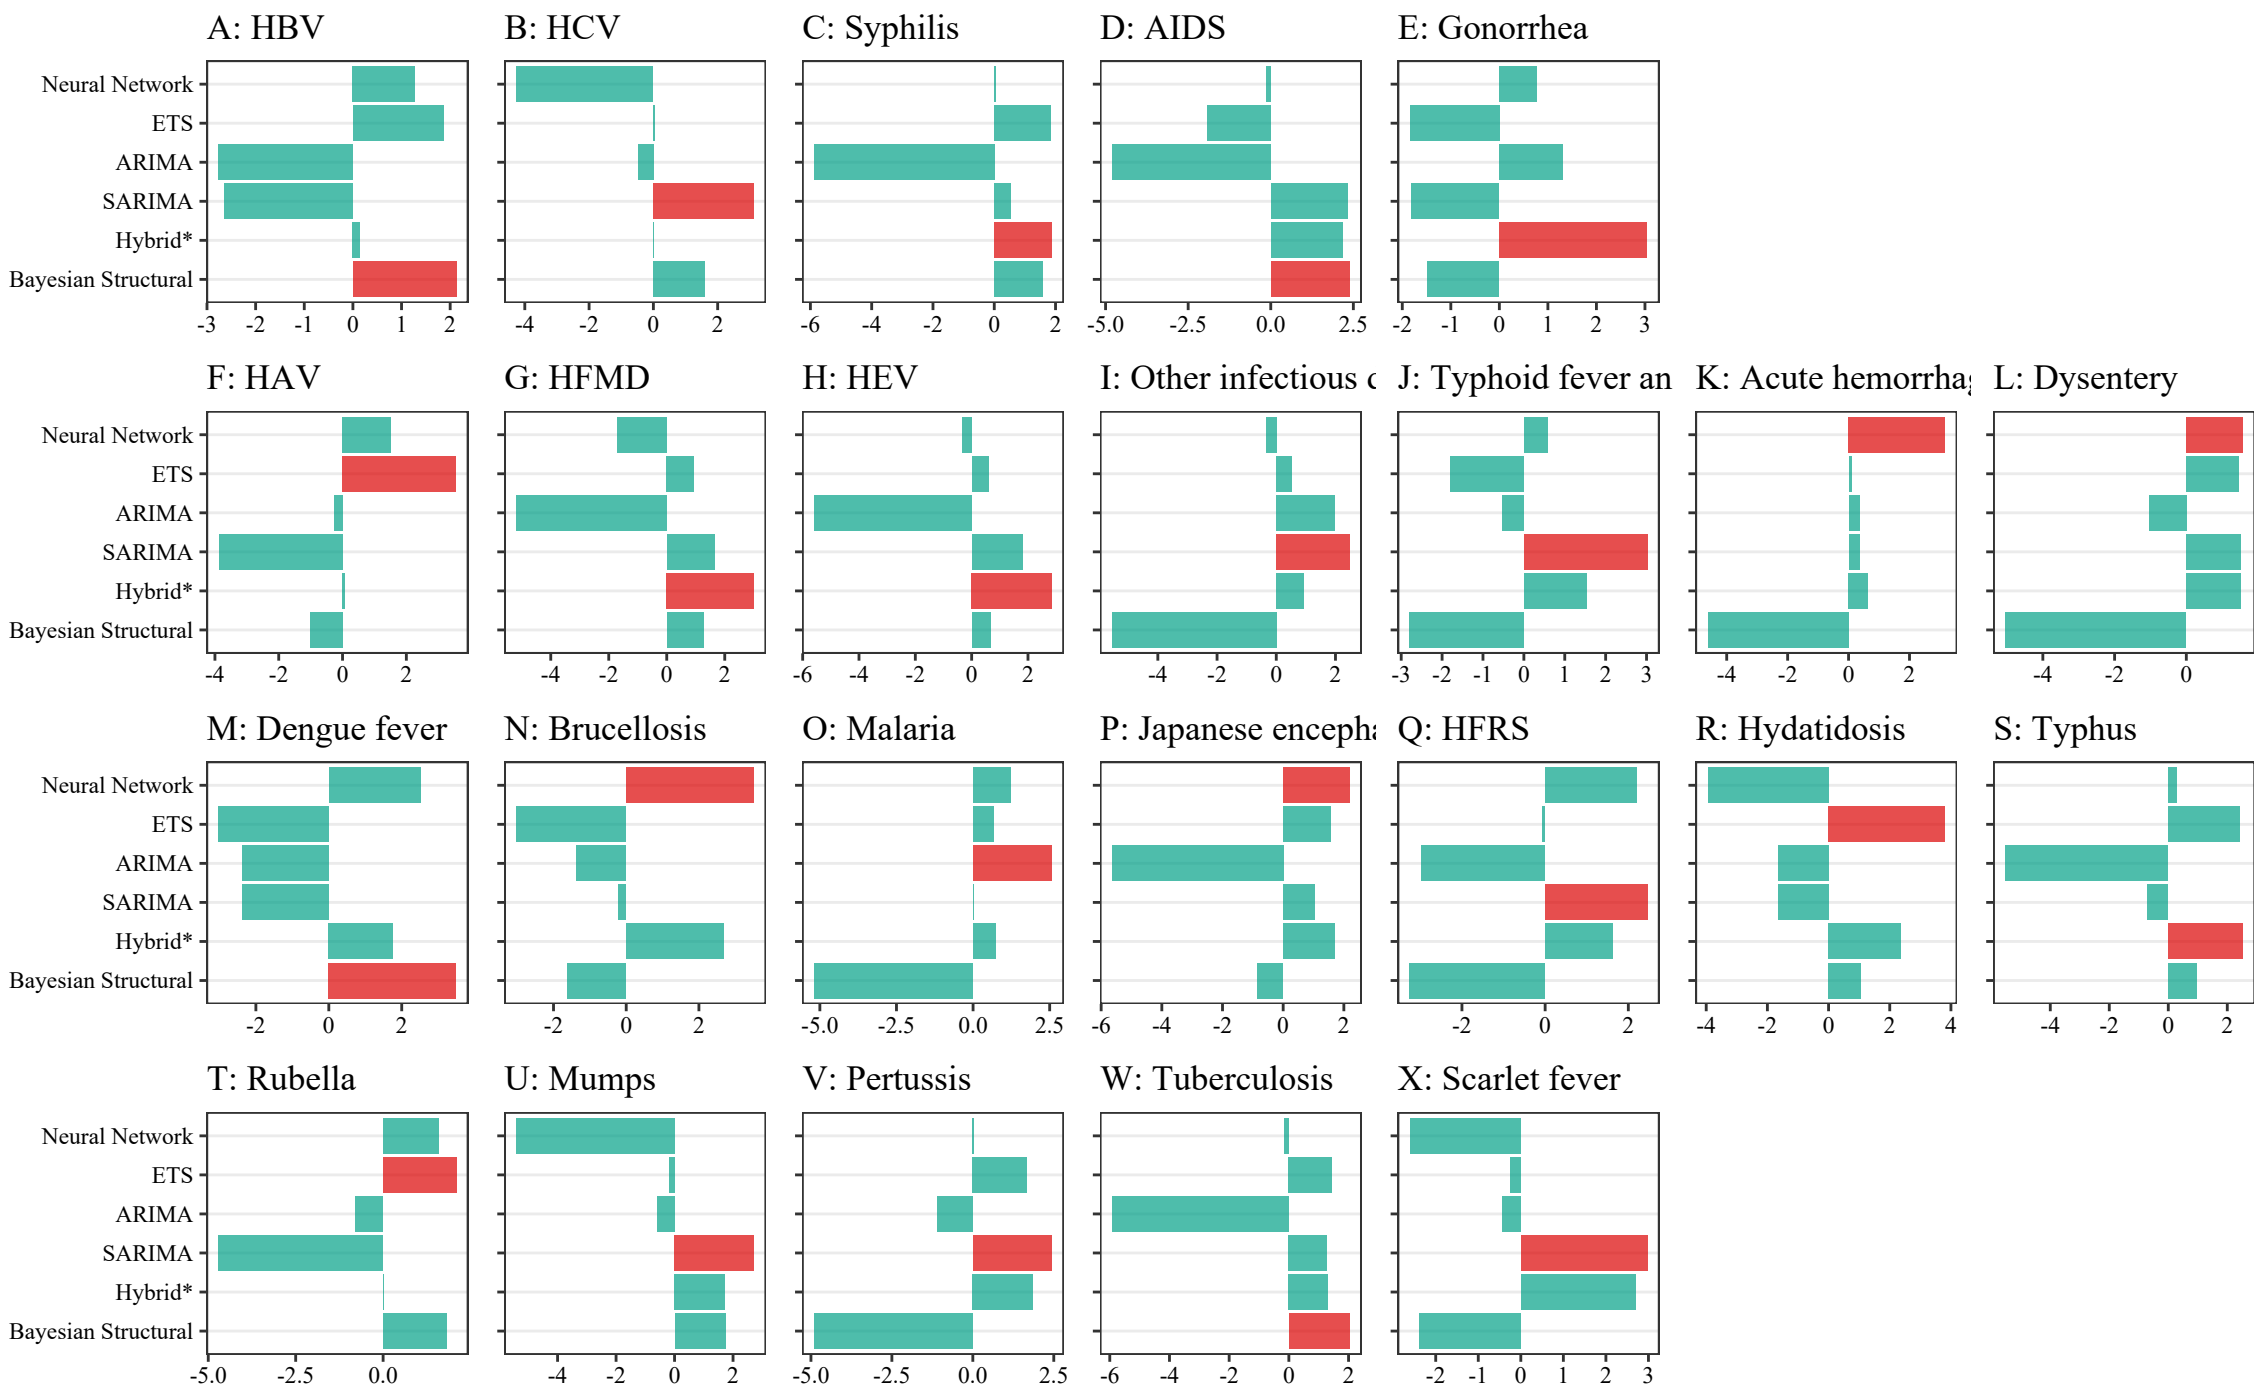 A: HBV
B: HCV
C: Syphilis
D: AIDS
E: Gonorrhea
Neural Network
ETS
ARIMA
SARIMA
Hybrid*
Bayesian Structural
-3 -2 -1 0 1 2
-4 -2 0 2
-6 -4 -2 0 2
-5.0 -2.5 0.0 2.5
-2 -1 0 1 2 3
F: HAV
G: HFMD
H: HEV
I: Other infectious
J: Typhoid fever an
K: Acute hemorrha
L: Dysentery
Neural Network
ETS
ARIMA
SARIMA
Hybrid*
Bayesian Structural
-4 -2 0 2
-4 -2 0 2
-6 -4 -2 0 2
-4 -2 0 2
-3 -2 -1 0 1 2 3
-4 -2 0 2
-4 -2 0
M: Dengue fever
N: Brucellosis
O: Malaria
P: Japanese enceph
Q: HFRS
R: Hydatidosis
S: Typhus
Neural Network
ETS
ARIMA
SARIMA
Hybrid*
Bayesian Structural
-2 0 2
-2 0 2
-5.0 -2.5 0.0 2.5
-6 -4 -2 0 2
-2 0 2
-4 -2 0 2 4
-4 -2 0 2
T: Rubella
U: Mumps
V: Pertussis
W: Tuberculosis
X: Scarlet fever
Neural Network
ETS
ARIMA
SARIMA
Hybrid*
Bayesian Structural
-5.0 -2.5 0.0
-4 -2 0 2
-5.0 -2.5 0.0 2.5
-6 -4 -2 0 2
-2 -1 0 1 2 3